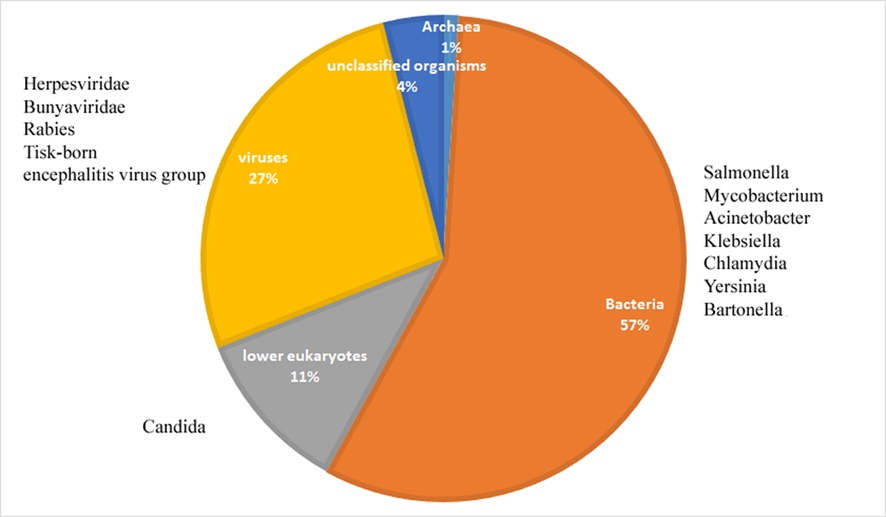 Archaea
1%
unclassified organisms
4%
Herpesviridae
Bunyaviridae
Rabies
Tisk-born
encephalitis virus group
viruses
27%
Salmonella
Mycobacterium
Acinetobacter
Klebsiella
Chlamydia
Yersinia
Bartonella
Bacteria
57%
lower eukaryotes
11%
Candida